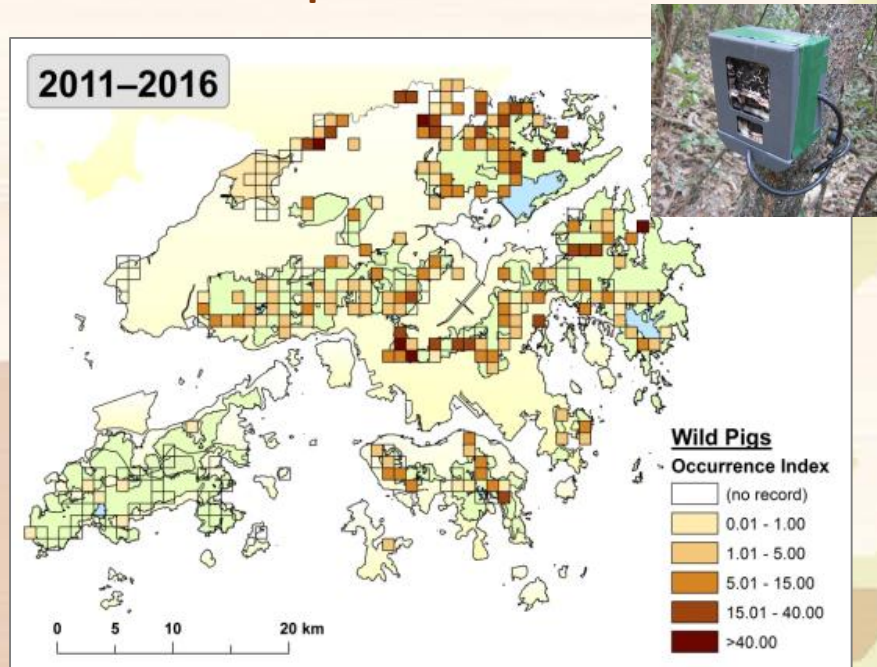 2011–2016
Wild Pigs
Occurrence Index
(no record)
0.01 - 1.00
1.01 - 5.00
5.01 - 15.00
15.01 - 40.00
>40.00
0 5 10 20 km